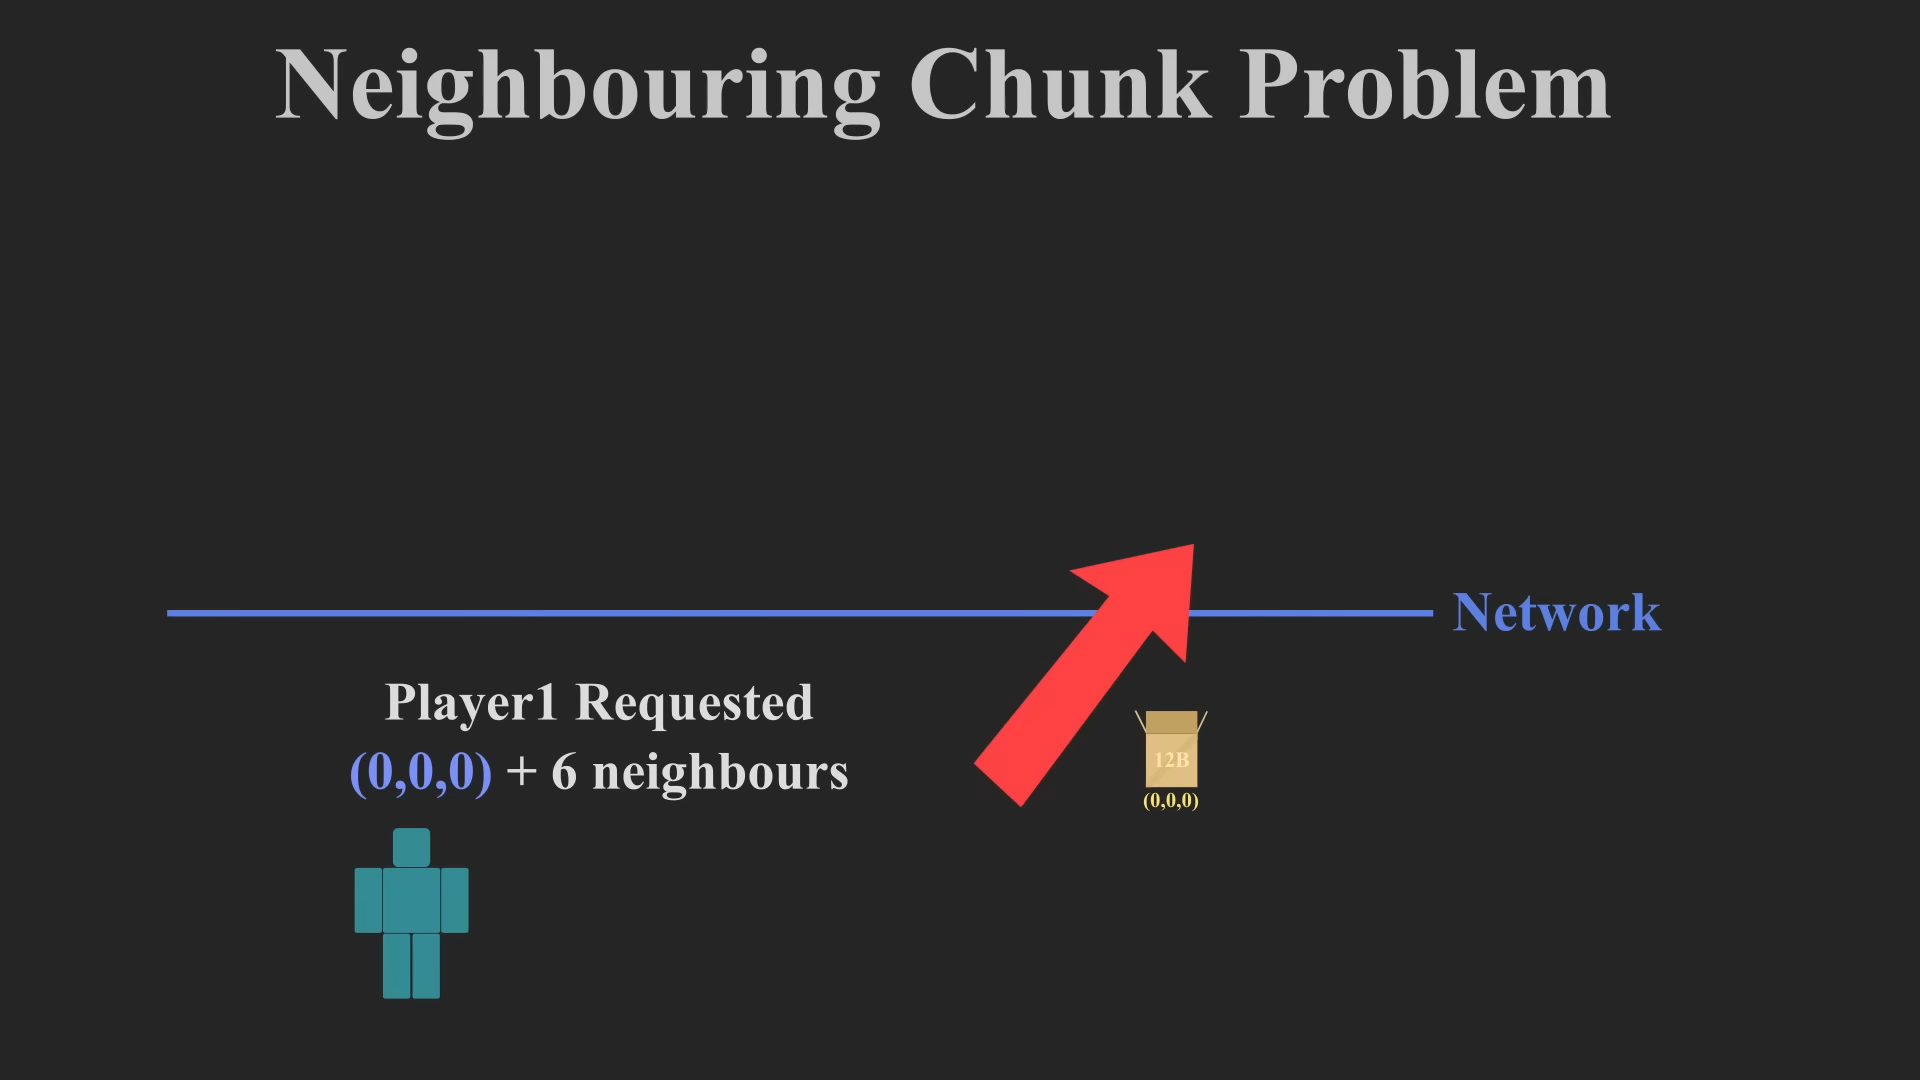 Neighbouring Chunk Problem
Network
Player1 Requested
(0,0,0) + 6 neighbours
12B
(0,0,0)